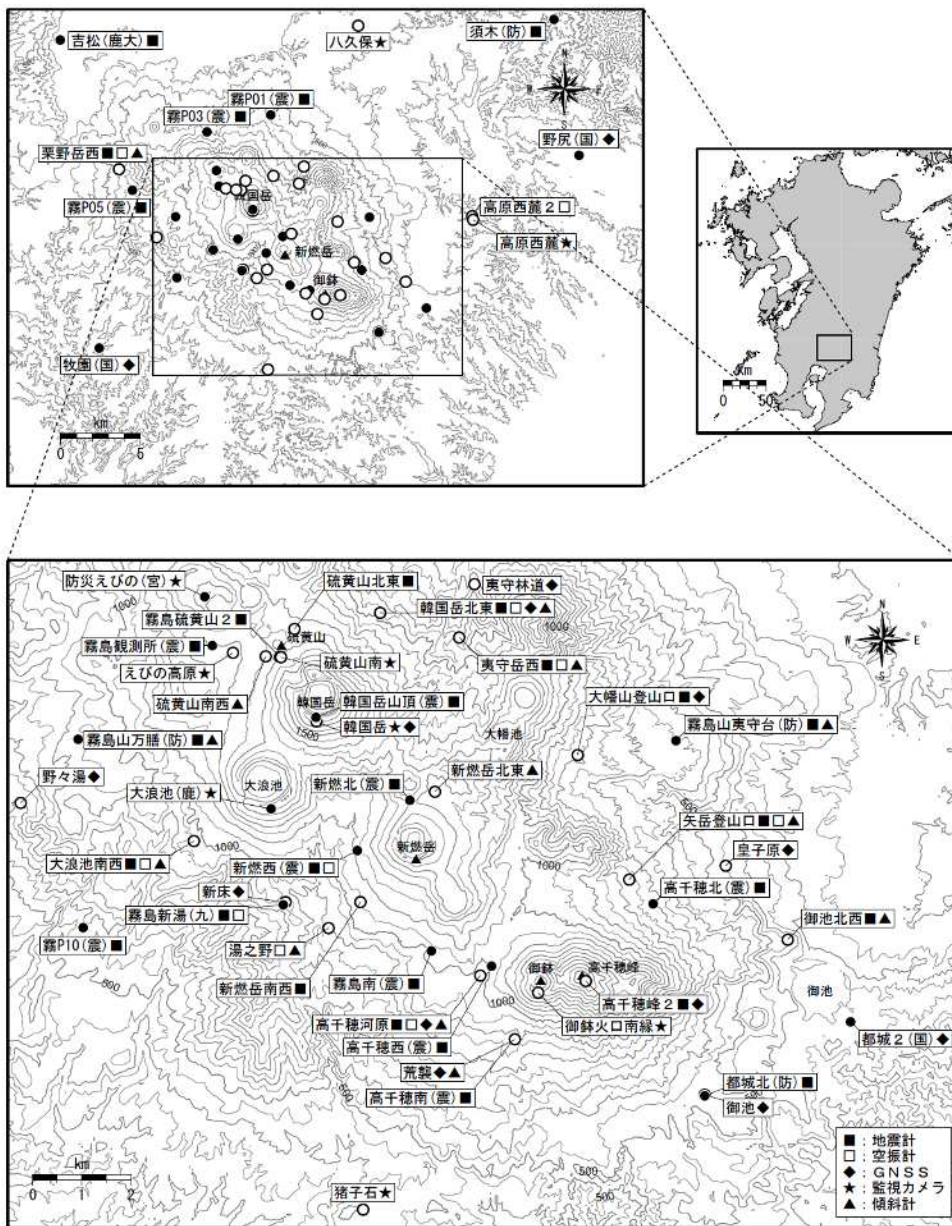 吉松(鹿大)■
八久保★
須木(防)■
N
W E
S
霧P01(震)■
霧P03(震)■
野尻(国)◆
栗野岳西■□▲
霧P05(震)■
韓国岳
高原西麓2□
高原西麓★
新燃岳
御鉢
牧園(国)◆
km
0 5
km
0 50
防災えびの(宮)★
硫黄山北東■
夷守林道◆
1000
霧島硫黄山2■
韓国岳北東■□◆▲
硫黄山
1000
N
W E
S
霧島観測所(震)■
えびの高原★
硫黄山南★
夷守岳西■□▲
硫黄山南西▲
韓国岳
韓国岳山頂(震)■
大幡山登山口■◆
1500
韓国岳★◆
大幡池
霧島山夷守台(防)■▲
霧島山万膳(防)■▲
野々湯◆
大浪池
新燃北(震)■
新燃岳北東▲
大浪池(鹿)★
500
矢岳登山口■□▲
大浪池南西■□▲
1000
新燃岳
皇子原◆
新燃西(震)■□
1000
新床◆
高千穂北(震)■
霧島新湯(九)■□
御池北西■▲
霧P10(震)■
湯之野□▲
新燃岳南西■
霧島南(震)■
御鉢
高千穂峰
御池
500
1000
高千穂峰2■◆
高千穂河原■□◆▲
御鉢火口南縁★
高千穂西(震)■
都城2(国)◆
荒襲◆▲
高千穂南(震)■
都城北(防)■
500
御池◆
km
0 1 2
500
500
猪子石★
■:地震計
□:空振計
◆:GNSS
★:監視カメラ
▲:傾斜計